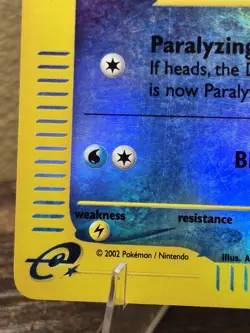 Paralyzing
If heads, the D
is now Paraly
B
weakness resistance
illus. A
© 2002 Pokémon / Nintendo
e